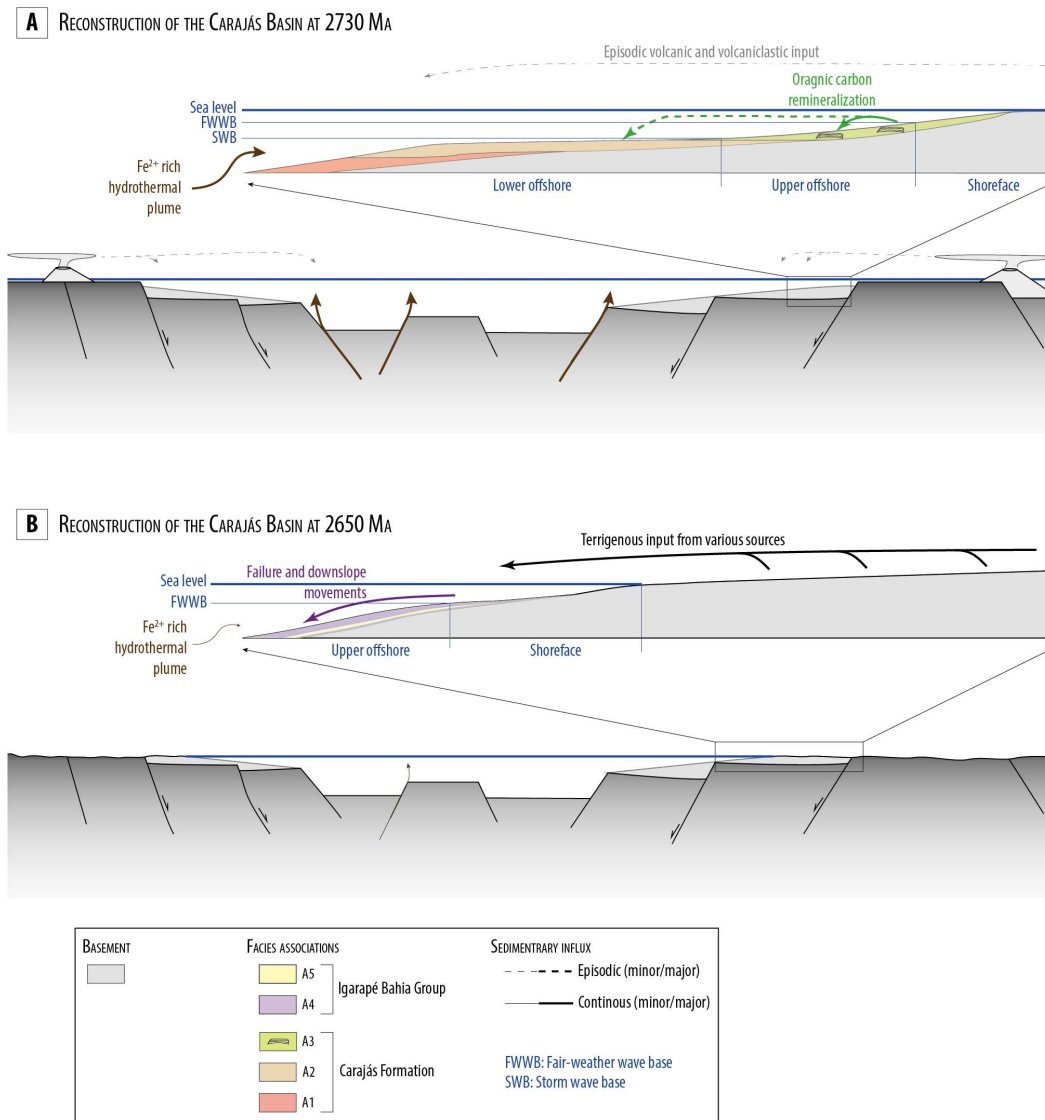 A RECONSTRUCTION OF THE CARAJÁS BASIN AT 2730 MA
Episodic volcanic and volcaniclastic input
Oragnic carbon
remineralization
Sea level
FWWB
SWB
Fe²⁺ rich
hydrothermal
plume
Lower offshore
Upper offshore
Shoreface
B RECONSTRUCTION OF THE CARAJÁS BASIN AT 2650 MA
Terrigenous input from various sources
Failure and downslope
movements
Sea level
FWWB
Fe²⁺ rich
hydrothermal
plume
Upper offshore
Shoreface
BASEMENT
FACIES ASSOCIATIONS
A5
A4
Igarapé Bahia Group
A3
A2
A1
Carajás Formation
SEDIMENTRARY INFLUX
Episodic (minor/major)
Continous (minor/major)
FWWB: Fair-weather wave base
SWB: Storm wave base